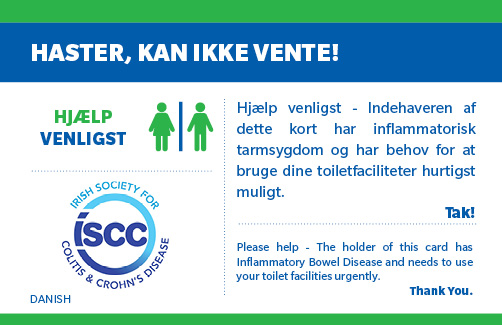 HASTER, KAN IKKE VENTE!
HJÆLP
VENLIGST
IRISH SOCIETY FOR
iSCC
COLITIS & CROHN'S DISEASE
DANISH
Hjælp venligst - Indehaveren af
dette kort har inflammatorisk
tarmsygdom og har behov for at
bruge dine toiletfaciliteter hurtigst
muligt.
Tak!
Please help - The holder of this card has
Inflammatory Bowel Disease and needs to use
your toilet facilities urgently.
Thank You.